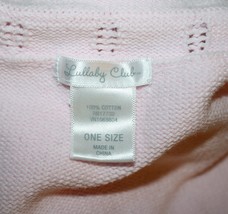 Lullaby Club
100% COTTON
ONE SIZE
MADE IN
CHINA